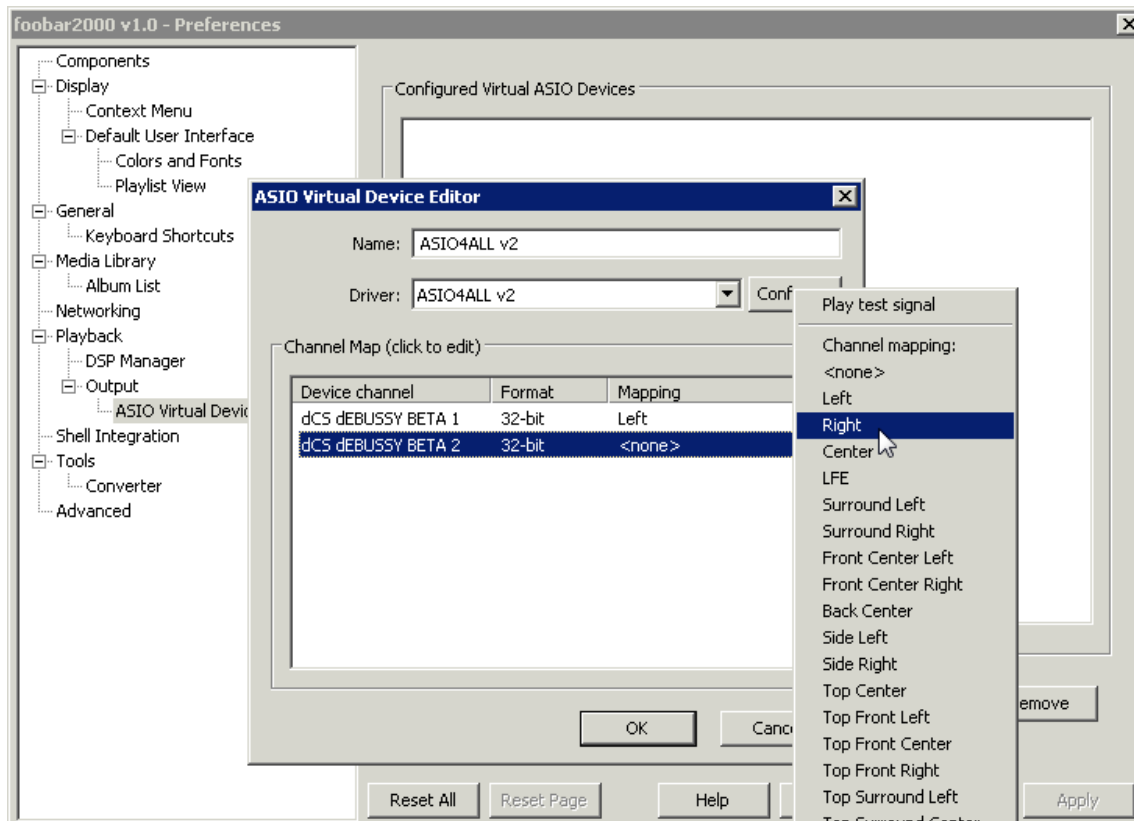 foobar2000 v1.0 - Preferences
Components
Display
Context Menu
Default User Interface
Colors and Fonts
Playlist View
General
Keyboard Shortcuts
Media Library
Album List
Networking
Playback
DSP Manager
Output
ASIO Virtual Devic
Shell Integration
Tools
Converter
Advanced
Configured Virtual ASIO Devices
ASIO Virtual Device Editor
Name: ASIO4ALL v2
Driver: ASIO4ALL v2
Conf
Channel Map (click to edit)
Device channel Format Mapping
dCS dEBUSSY BETA 1 32-bit Left
dCS dEBUSSY BETA 2 32-bit <none>
OK
Canc
Play test signal
Channel mapping:
<none>
Left
Right
Center
LFE
Surround Left
Surround Right
Front Center Left
Front Center Right
Back Center
Side Left
Side Right
Top Center
Top Front Left
Top Front Center
Top Front Right
Top Surround Left
Top Surround Center
emove
Reset All
Reset Page
Help
Apply